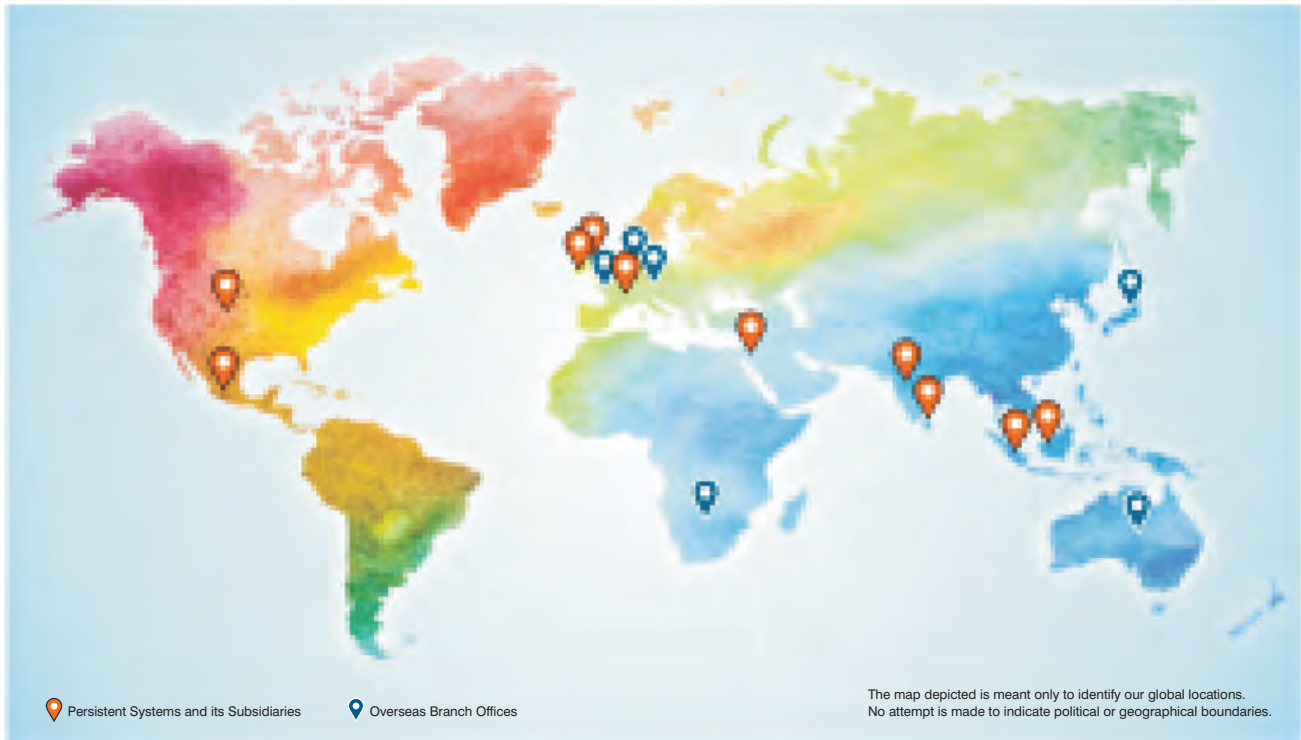 Persistent Systems and its Subsidiaries
Overseas Branch Offices
The map depicted is meant only to identify our global locations.
No attempt is made to indicate political or geographical boundaries.